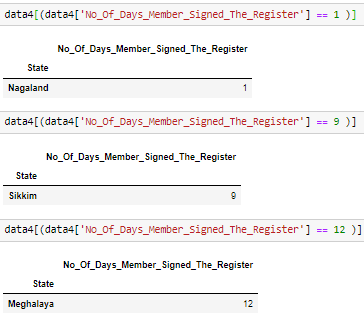 data4[(data4['No_Of_Days_Member_Signed_The_Register'] == 1 )]
No_Of_Days_Member_Signed_The_Register
State
Nagaland 1
data4[(data4['No_Of_Days_Member_Signed_The_Register'] == 9 )]
No_Of_Days_Member_Signed_The_Register
State
Sikkim 9
data4[(data4['No_Of_Days_Member_Signed_The_Register'] == 12 )]
No_Of_Days_Member_Signed_The_Register
State
Meghalaya 12